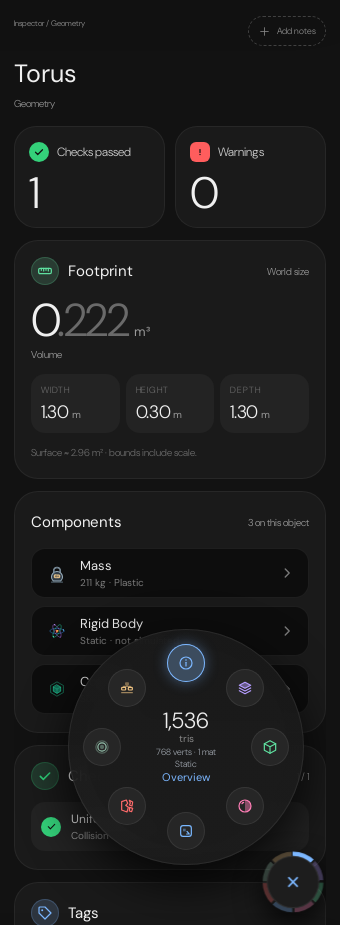 Inspector / Geometry
Add notes
Torus
Geometry
Checks passed
1
Warnings
0
Footprint
World size
0.222 m³
Volume
WIDTH
1.30 m
HEIGHT
0.30 m
DEPTH
1.30 m
Surface ≈ 2.96 m² · bounds include scale.
Components
3 on this object
Mass
211 kg · Plastic
Rigid Body
Static · not a
1,536
tris
768 verts · 1 mat
Static
Overview
/ 1
Collision
Tags